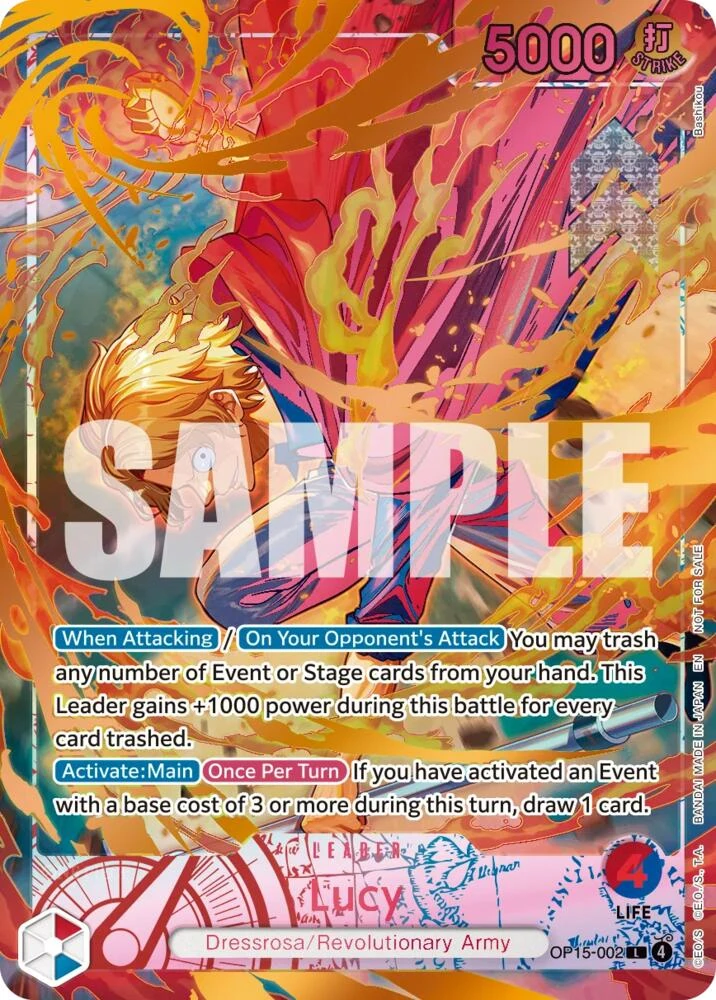 5000 打
STRIKE
Bashikou
SAMPLE
When Attacking / On Your Opponent's Attack You may trash
any number of Event or Stage cards from your hand. This
Leader gains +1000 power during this battle for every
card trashed.
Activate:Main Once Per Turn If you have activated an Event
with a base cost of 3 or more during this turn, draw 1 card.
LEADER
Lucy
4
LIFE
Dressrosa/Revolutionary Army
OP15-002 L 4
©EO/S ©E.O./S., T.A. BANDAI MADE IN JAPAN EN NOT FOR SALE